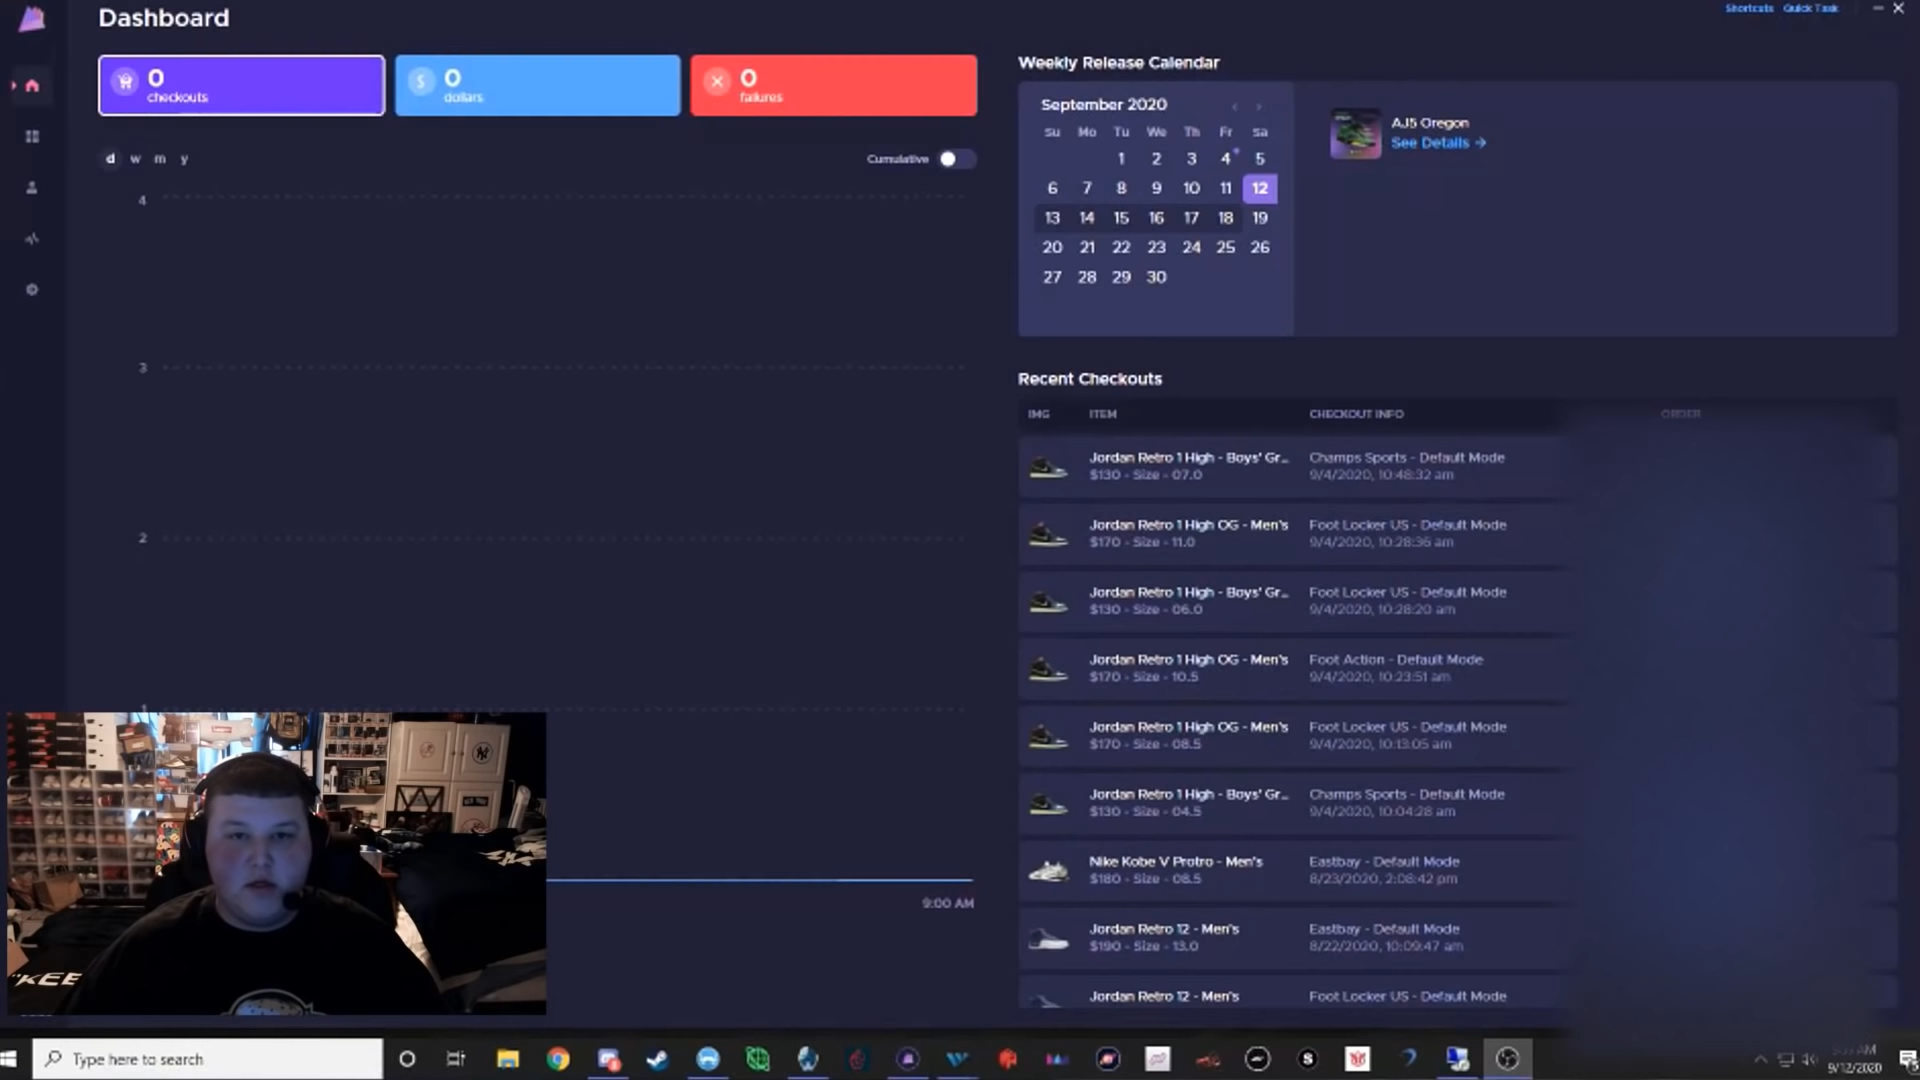 Dashboard
Shortcuts Quick Task
0
checkouts
0
dollars
0
failures
d w m y
Cumulative
4
3
2
1
9:00 AM
Weekly Release Calendar
September 2020
Su Mo Tu We Th Fr Sa
1 2 3 4 5
6 7 8 9 10 11 12
13 14 15 16 17 18 19
20 21 22 23 24 25 26
27 28 29 30
AJ5 Oregon
See Details →
Recent Checkouts
IMG ITEM CHECKOUT INFO ORDER
Jordan Retro 1 High - Boys' Gr... Champs Sports - Default Mode
$130 - Size - 07.0 9/4/2020, 10:48:32 am
Jordan Retro 1 High OG - Men's Foot Locker US - Default Mode
$170 - Size - 11.0 9/4/2020, 10:28:36 am
Jordan Retro 1 High - Boys' Gr... Foot Locker US - Default Mode
$130 - Size - 06.0 9/4/2020, 10:28:20 am
Jordan Retro 1 High OG - Men's Foot Action - Default Mode
$170 - Size - 10.5 9/4/2020, 10:23:51 am
Jordan Retro 1 High OG - Men's Foot Locker US - Default Mode
$170 - Size - 08.5 9/4/2020, 10:13:05 am
Jordan Retro 1 High - Boys' Gr... Champs Sports - Default Mode
$130 - Size - 04.5 9/4/2020, 10:04:28 am
Nike Kobe V Protro - Men's Eastbay - Default Mode
$180 - Size - 08.5 8/23/2020, 2:08:42 pm
Jordan Retro 12 - Men's Eastbay - Default Mode
$190 - Size - 13.0 8/22/2020, 10:09:47 am
Jordan Retro 12 - Men's Foot Locker US - Default Mode
Type here to search
9/12/2020